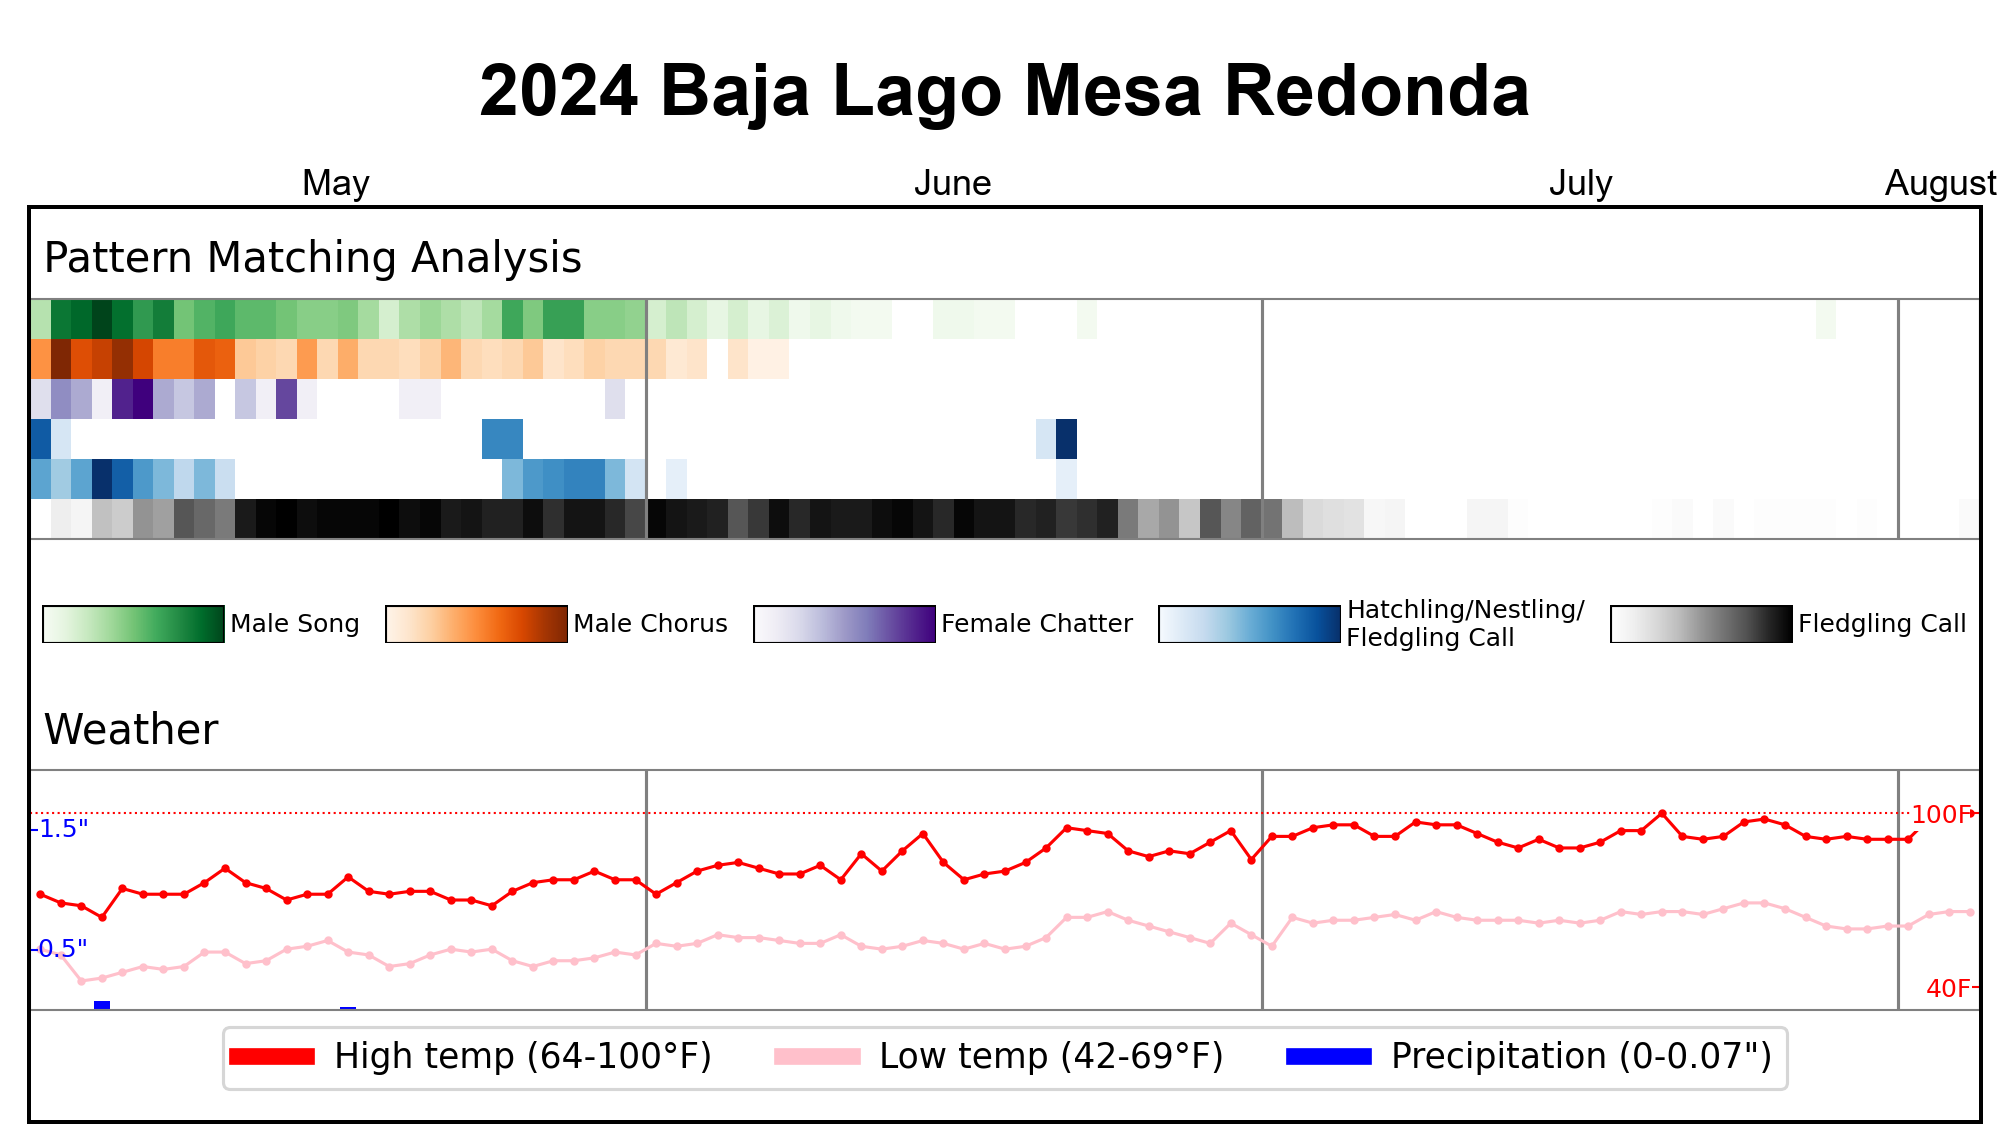 2024 Baja Lago Mesa Redonda
May June July August
Pattern Matching Analysis
Male Song
Male Chorus
Female Chatter
Hatchling/Nestling/
Fledgling Call
Fledgling Call
Weather
1.5"
100F
0.5"
40F
High temp (64-100°F)
Low temp (42-69°F)
Precipitation (0-0.07")